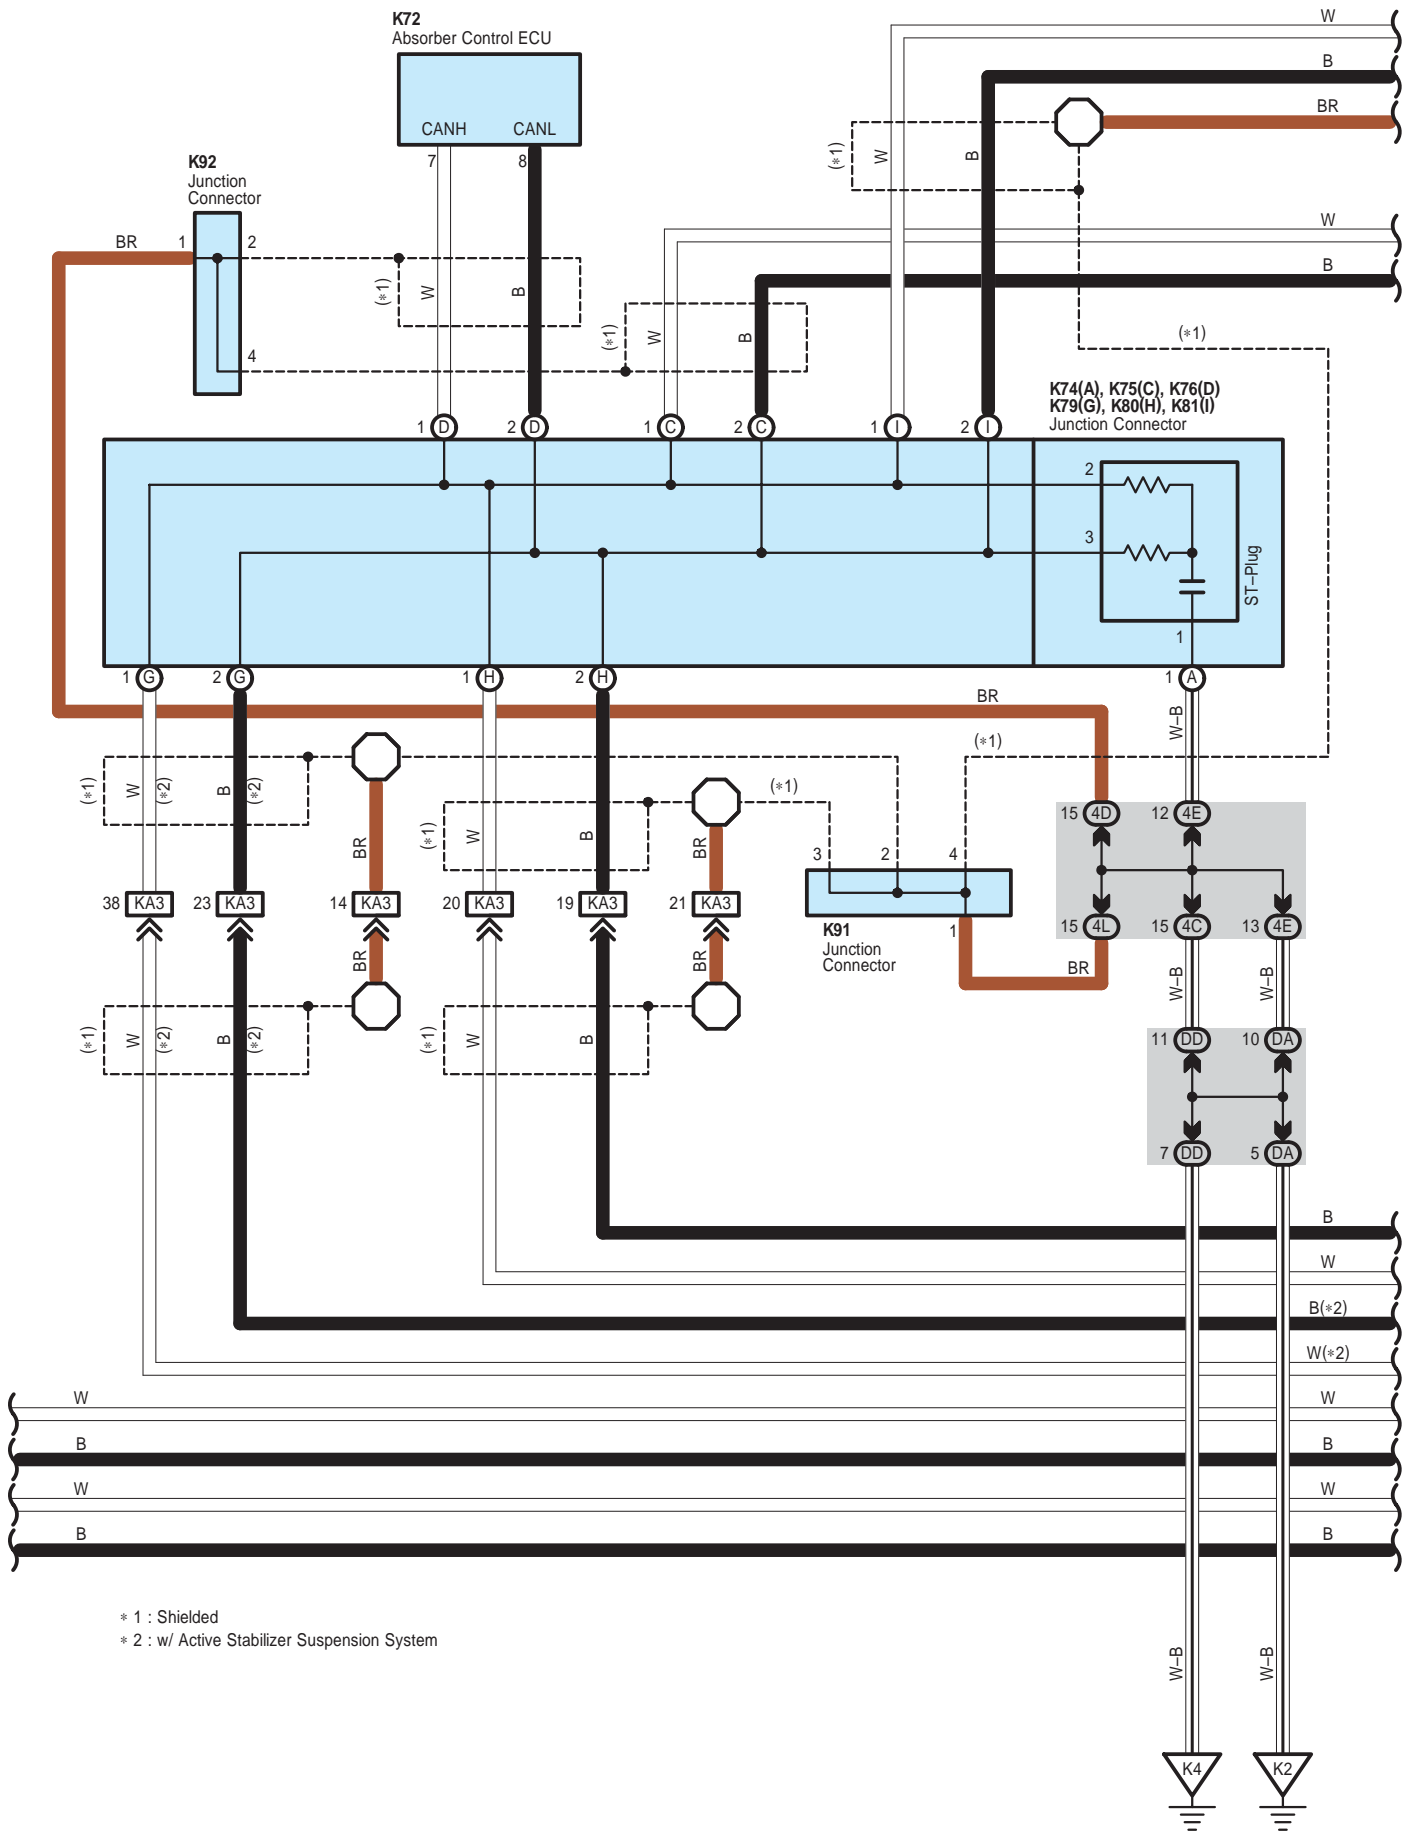 K72
Absorber Control ECU
W
B
CANH CANL
BR
K92
Junction
Connector
7 8
(*1)
W
B
BR
1 2
W
(*1)
W
B
B
(*1)
W
B
(*1)
4
K74(A), K75(C), K76(D)
K79(G), K80(H), K81(I)
Junction Connector
1 D 2 D 1 C 2 C 1 I 2 I
2
3
ST-Plug
1
1 G 2 G 1 H 2 H 1 A
BR
W-B
(*1)
(*1)
W
(*2)
B
(*2)
(*1)
(*1)
W
B
BR
BR
15 4D 12 4E
3 2 4
38 KA3 23 KA3 14 KA3 20 KA3 19 KA3 21 KA3
K91
Junction
Connector
1
15 4L 15 4C 13 4E
BR
BR
BR
W-B
W-B
(*1)
W
(*2)
B
(*2)
(*1)
W
B
11 DD 10 DA
7 DD 5 DA
B
W
B(*2)
W(*2)
W W
B B
W W
B B
* 1 : Shielded
* 2 : w/ Active Stabilizer Suspension System
W-B
W-B
K4 K2